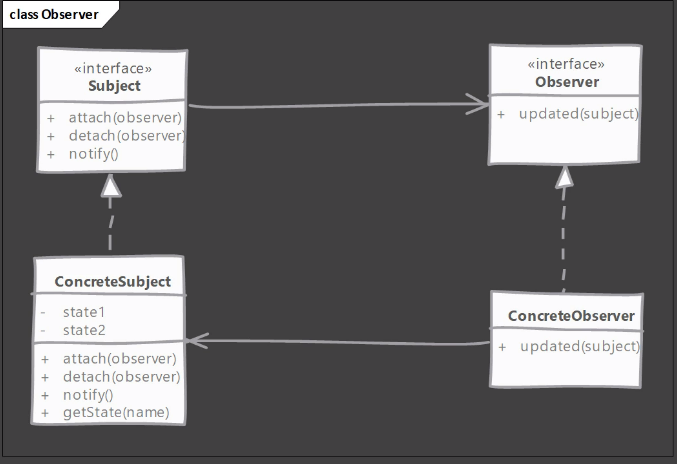 class Observer
«interface»
Subject
+ attach(observer)
+ detach(observer)
+ notify()
«interface»
Observer
+ updated(subject)
ConcreteSubject
- state1
- state2
+ attach(observer)
+ detach(observer)
+ notify()
+ getState(name)
ConcreteObserver
+ updated(subject)